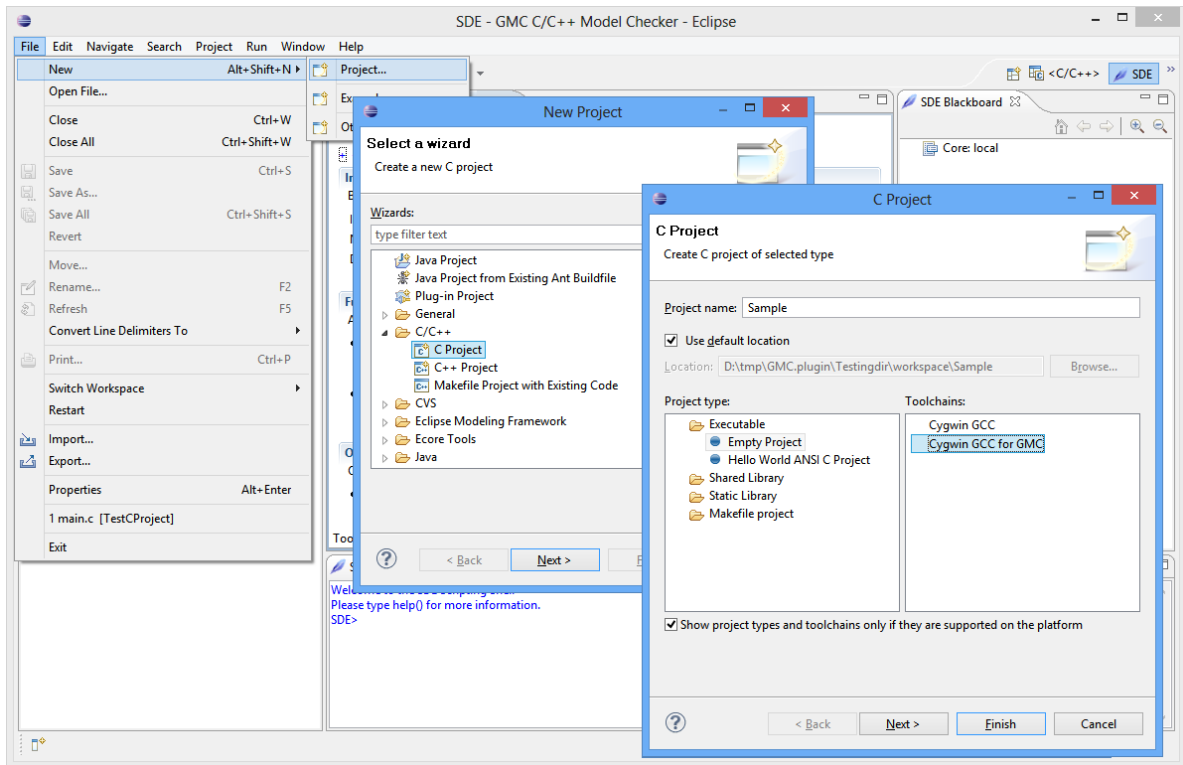 SDE - GMC C/C++ Model Checker - Eclipse
File Edit Navigate Search Project Run Window Help
New Alt+Shift+N
Open File...
Close Ctrl+W
Close All Ctrl+Shift+W
Save Ctrl+S
Save As...
Save All Ctrl+Shift+S
Revert
Move...
Rename... F2
Refresh F5
Convert Line Delimiters To
Print... Ctrl+P
Switch Workspace
Restart
Import...
Export...
Properties Alt+Enter
1 main.c [TestCProject]
Exit
Project...
<C/C++> SDE
SDE Blackboard
Core: local
New Project
Select a wizard
Create a new C project
Wizards:
type filter text
Java Project
Java Project from Existing Ant Buildfile
Plug-in Project
General
C/C++
C Project
C++ Project
Makefile Project with Existing Code
CVS
Eclipse Modeling Framework
Ecore Tools
Java
< Back Next >
Please type help() for more information.
SDE>
C Project
C Project
Create C project of selected type
Project name: Sample
Use default location
Location: D:\tmp\GMC.plugin\Testingdir\workspace\Sample Browse...
Project type:
Executable
Empty Project
Hello World ANSI C Project
Shared Library
Static Library
Makefile project
Toolchains:
Cygwin GCC
Cygwin GCC for GMC
Show project types and toolchains only if they are supported on the platform
< Back Next > Finish Cancel